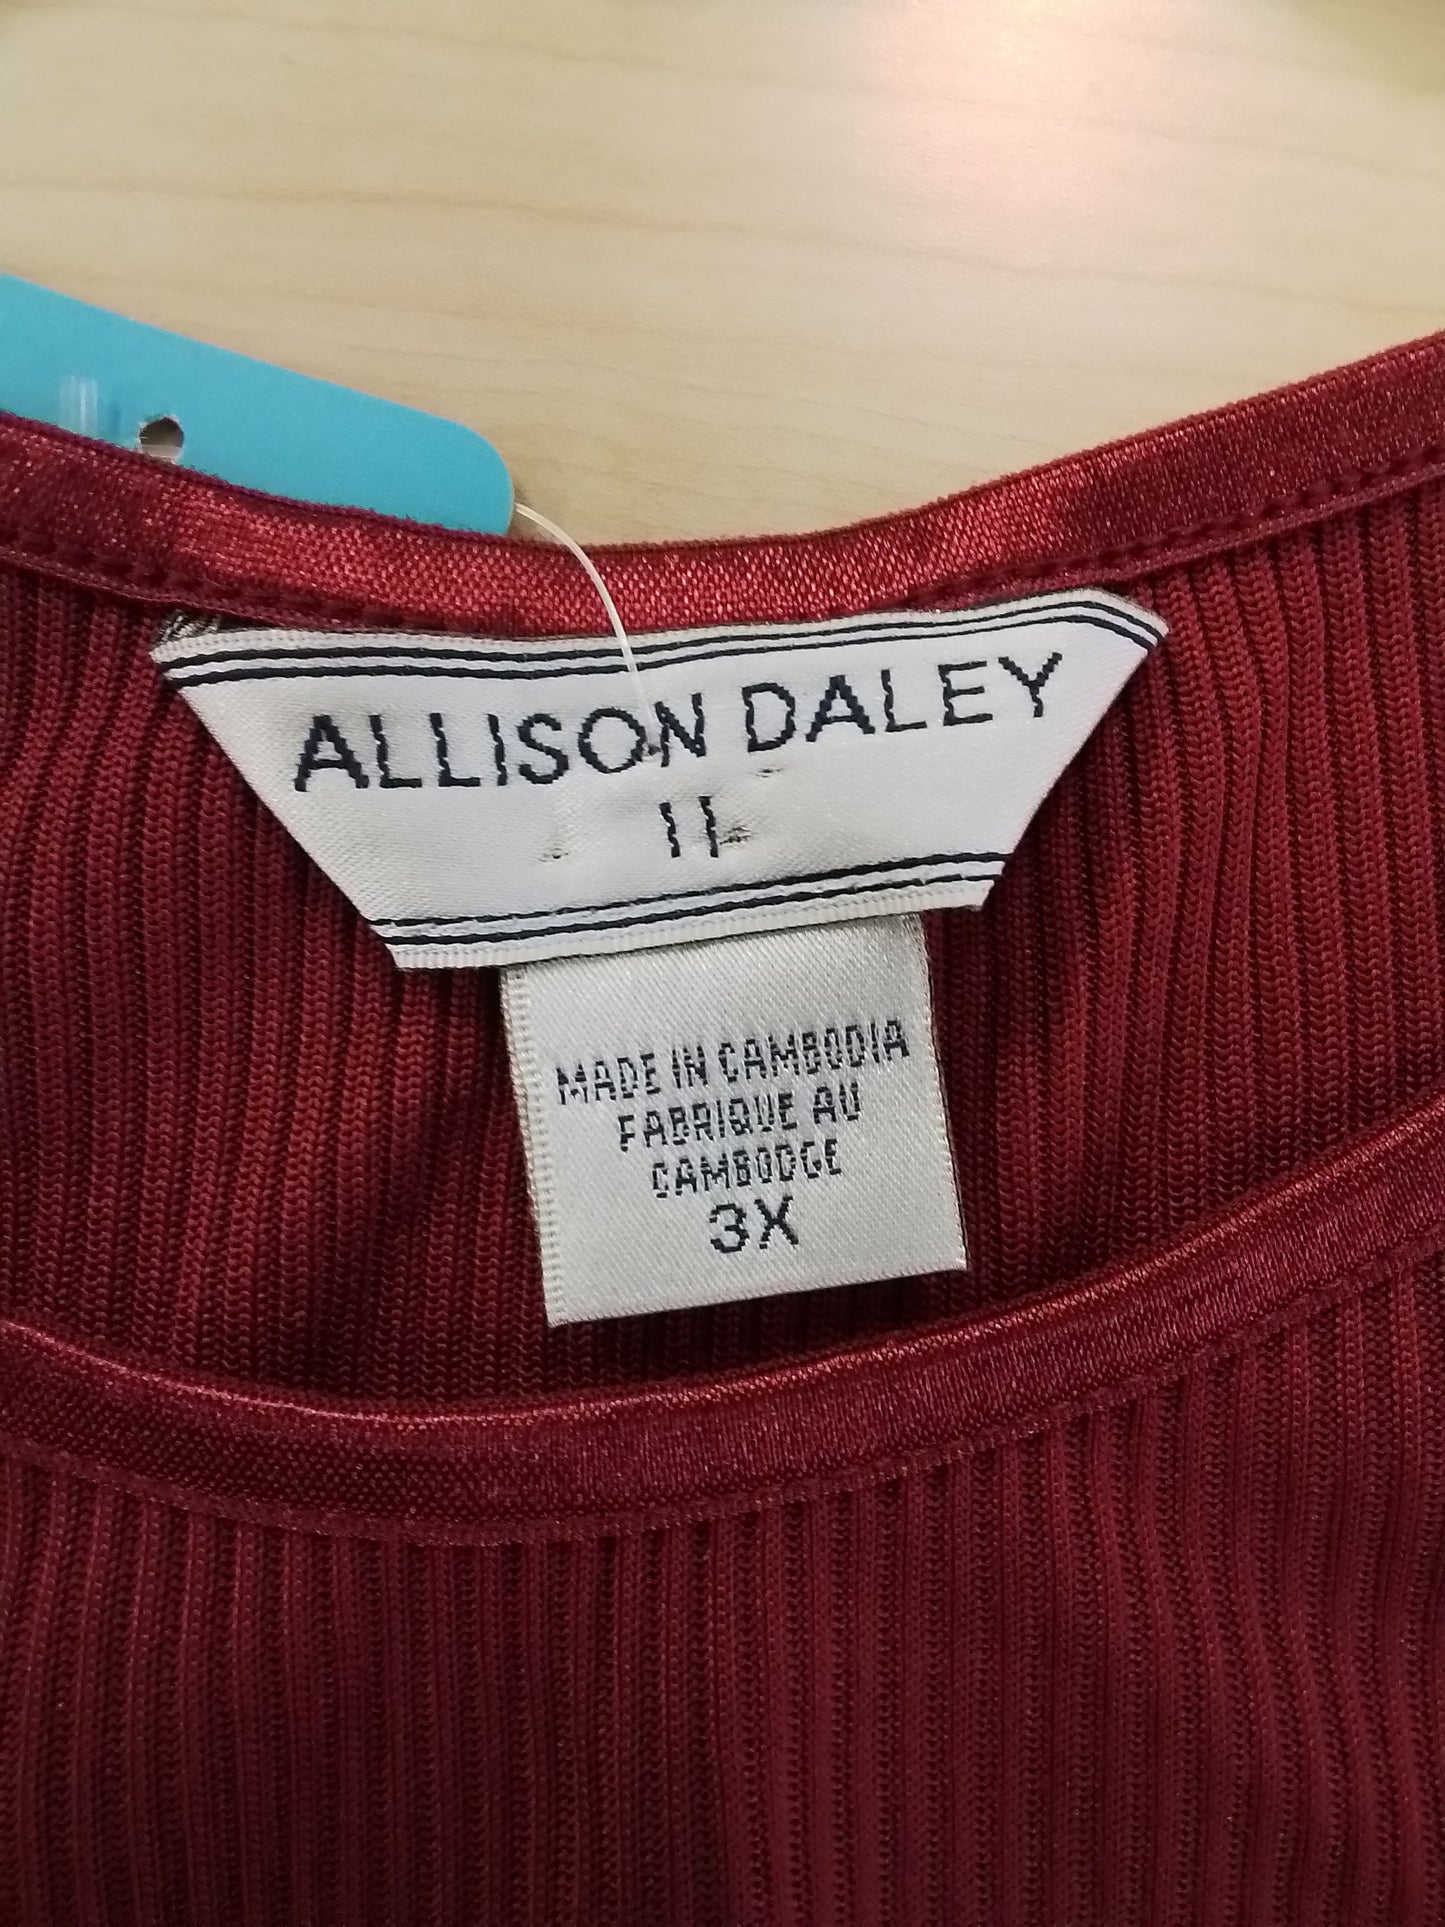 ALLISON DALEY
II
MADE IN CAMBODIA
FABRIQUE AU
CAMBODGE
3X